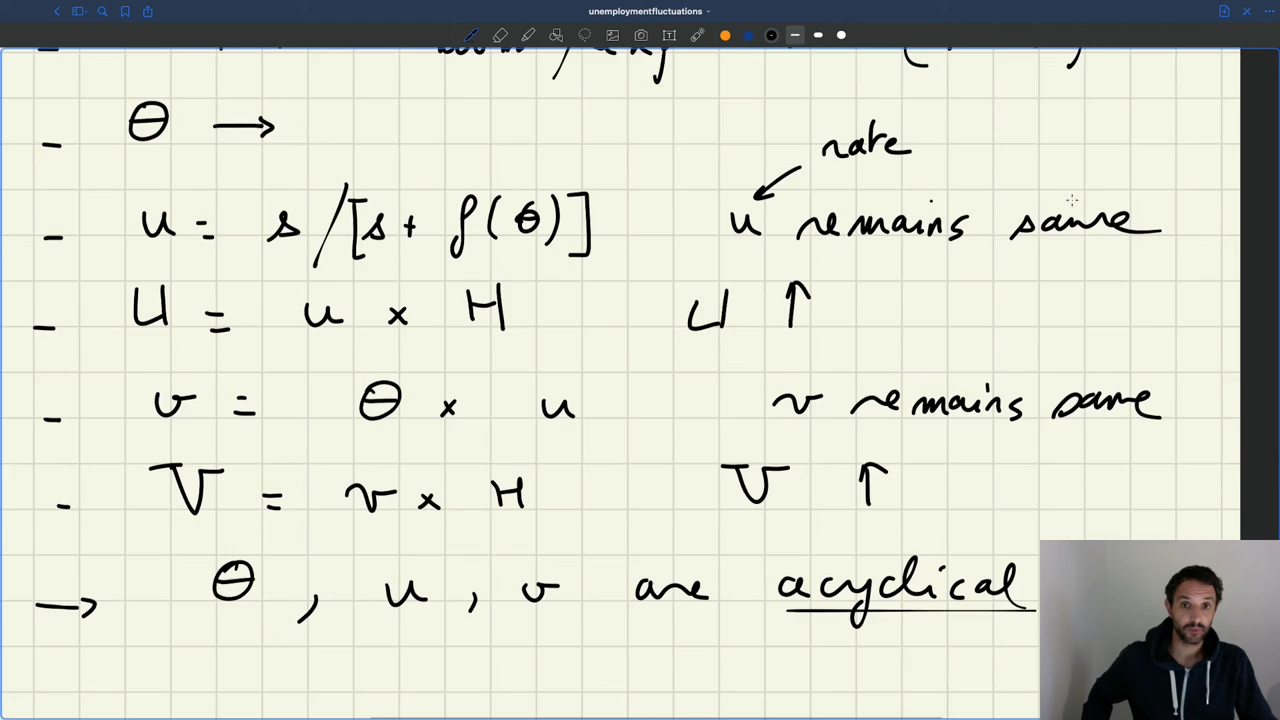 unemploymentfluctuations
- θ →
rate
- u = s / [s + f(θ)] u remains same
- U = u × H U ↑
- v = θ × u v remains same
- V = v × H V ↑
→ θ, u, v are acyclical